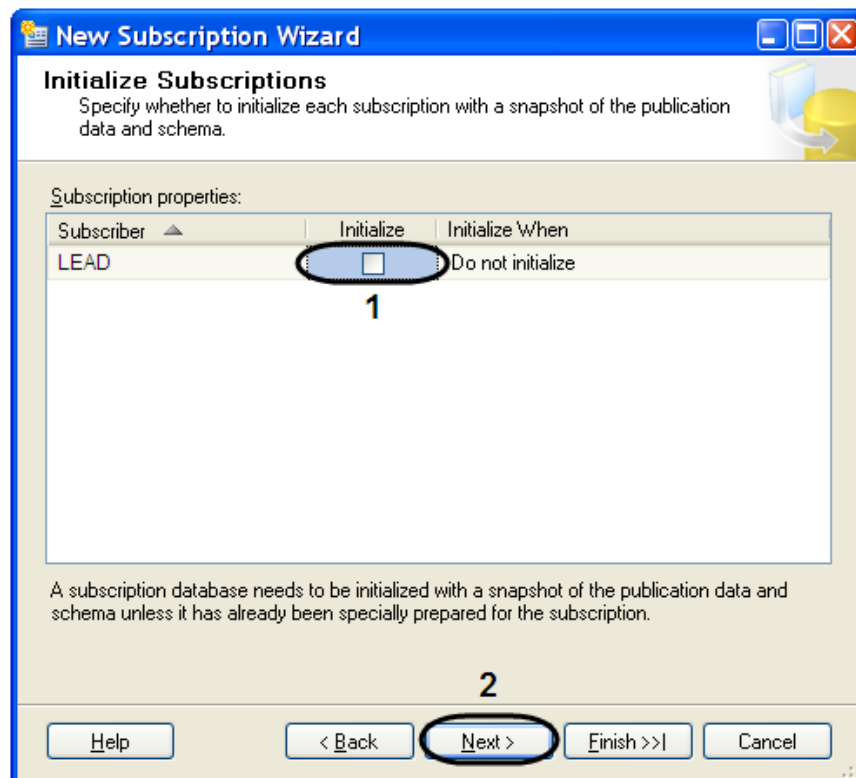 New Subscription Wizard
Initialize Subscriptions
Specify whether to initialize each subscription with a snapshot of the publication
data and schema.
Subscription properties:
Subscriber Initialize Initialize When
LEAD Do not initialize
1
A subscription database needs to be initialized with a snapshot of the publication data and
schema unless it has already been specially prepared for the subscription.
2
Help < Back Next > Finish >>| Cancel